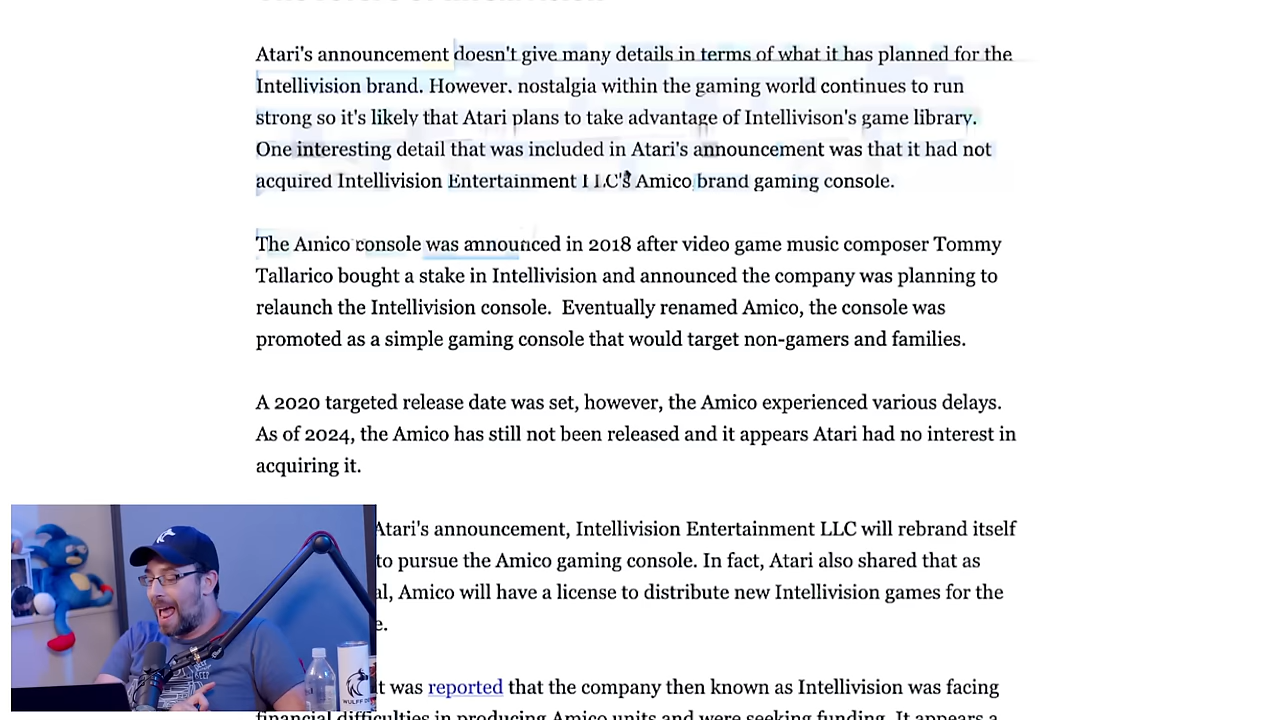 Atari's announcement doesn't give many details in terms of what it has planned for the
Intellivision brand. However, nostalgia within the gaming world continues to run
strong so it's likely that Atari plans to take advantage of Intellivison's game library.
One interesting detail that was included in Atari's announcement was that it had not
acquired Intellivision Entertainment LLC's Amico brand gaming console.
The Amico console was announced in 2018 after video game music composer Tommy
Tallarico bought a stake in Intellivision and announced the company was planning to
relaunch the Intellivision console. Eventually renamed Amico, the console was
promoted as a simple gaming console that would target non-gamers and families.
A 2020 targeted release date was set, however, the Amico experienced various delays.
As of 2024, the Amico has still not been released and it appears Atari had no interest in
acquiring it.
Atari's announcement, Intellivision Entertainment LLC will rebrand itself
to pursue the Amico gaming console. In fact, Atari also shared that as
al, Amico will have a license to distribute new Intellivision games for the
e.
t was reported that the company then known as Intellivision was facing
financial difficulties in producing Amico units and were seeking funding. It appears a
WULFF